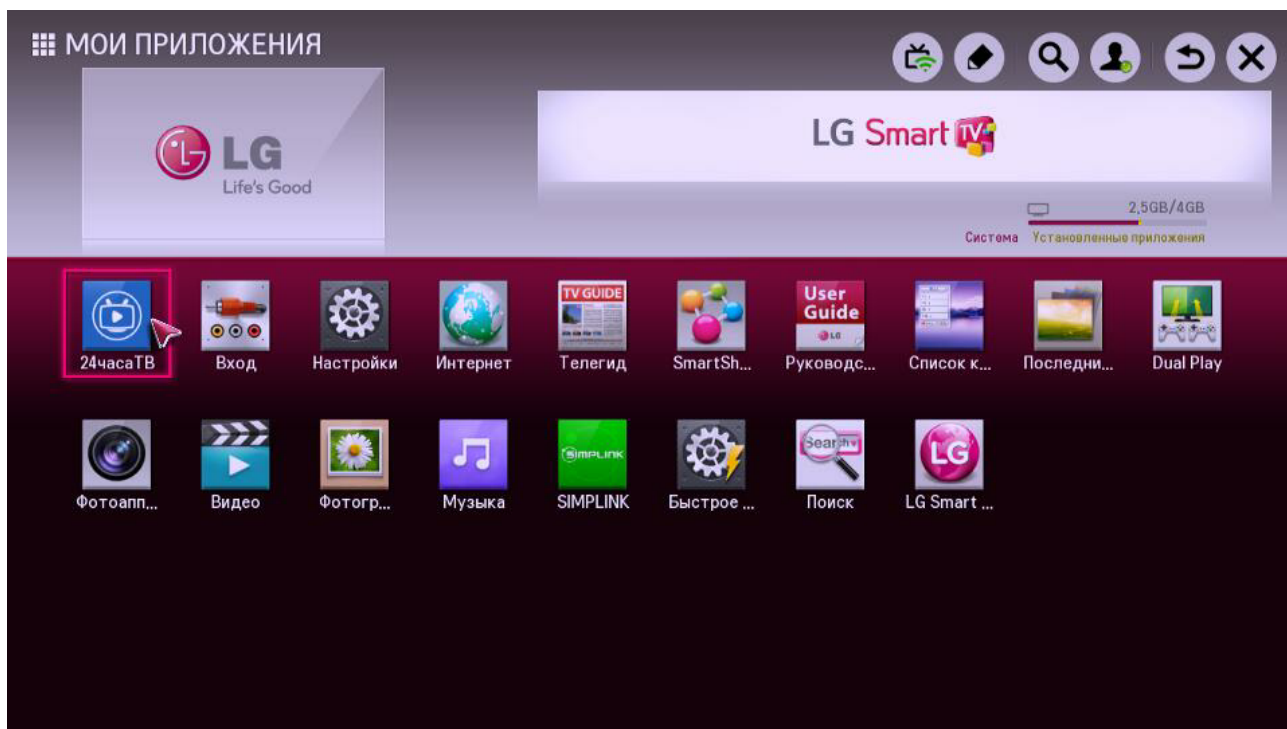 МОИ ПРИЛОЖЕНИЯ
LG
Life's Good
LG Smart TV
2,5GB/4GB
Система Установленные приложения
TV GUIDE
User
Guide
LG
24часаТВ Вход Настройки Интернет Телегид SmartSh... Руководс... Список к... Последни... Dual Play
SIMPLINK
Search
LG
Фотоапп... Видео Фотогр... Музыка SIMPLINK Быстрое ... Поиск LG Smart ...